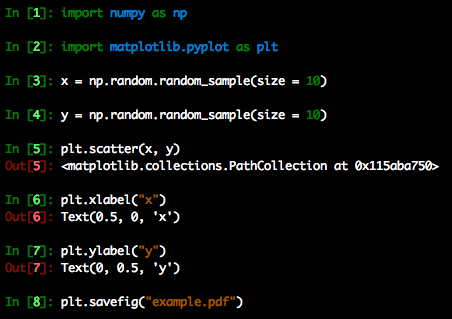 In [1]: import numpy as np
In [2]: import matplotlib.pyplot as plt
In [3]: x = np.random.random_sample(size = 10)
In [4]: y = np.random.random_sample(size = 10)
In [5]: plt.scatter(x, y)
Out[5]: <matplotlib.collections.PathCollection at 0x115aba750>
In [6]: plt.xlabel("x")
Out[6]: Text(0.5, 0, 'x')
In [7]: plt.ylabel("y")
Out[7]: Text(0, 0.5, 'y')
In [8]: plt.savefig("example.pdf")